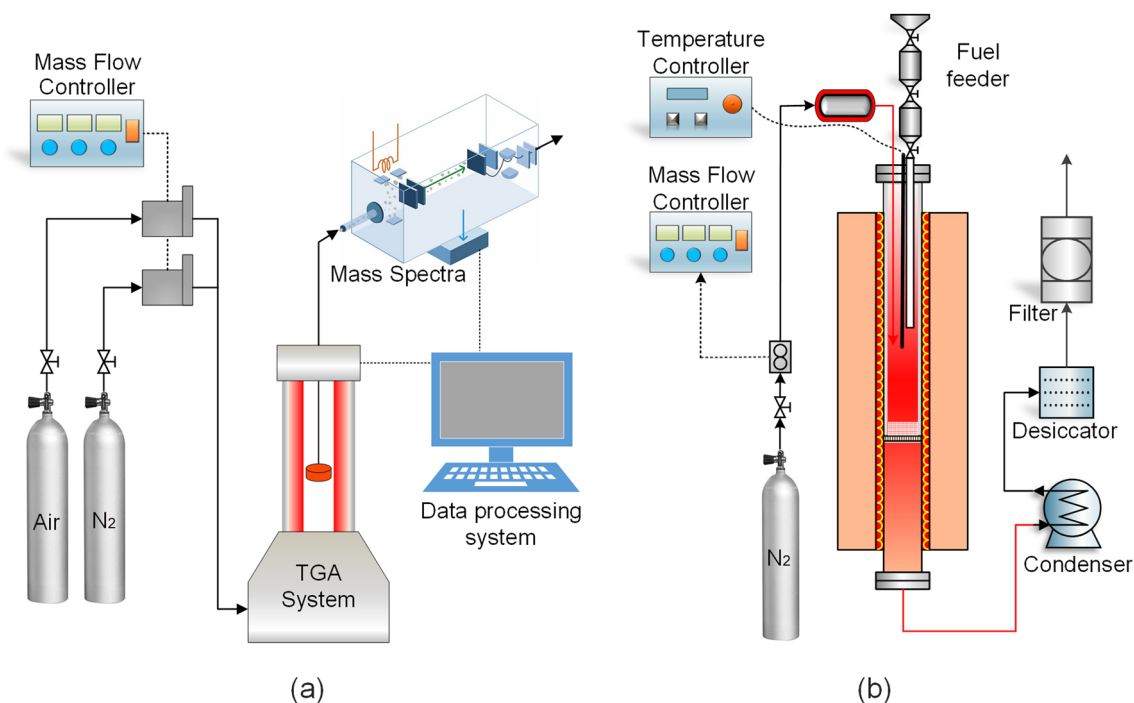 Mass Flow
Controller
Mass Spectra
Air
N2
TGA
System
Data processing
system
(a)
Temperature
Controller
Fuel
feeder
Mass Flow
Controller
Filter
Desiccator
Condenser
N2
(b)